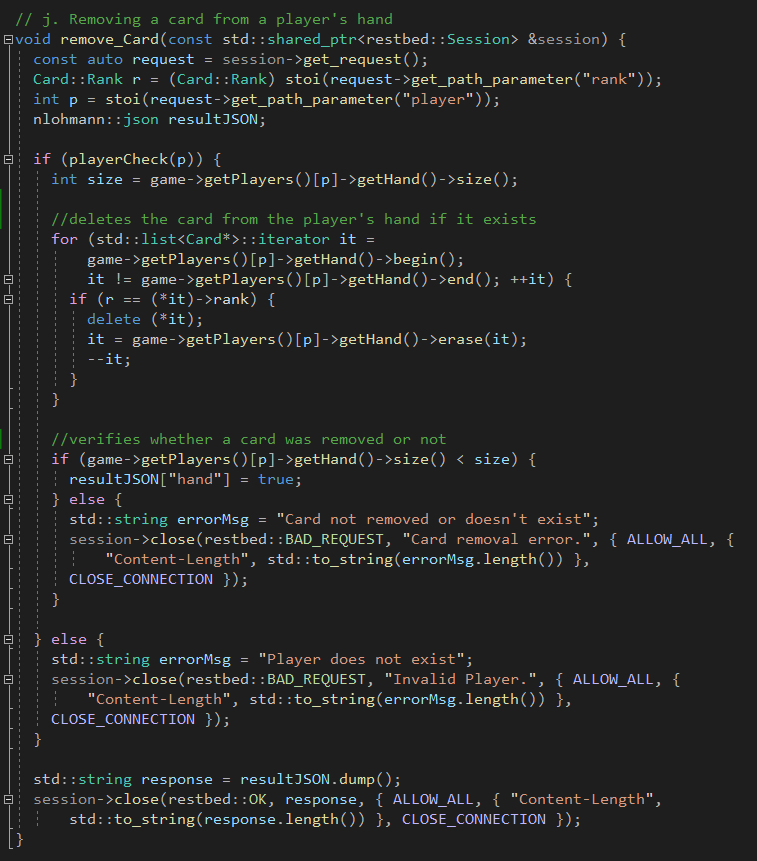 // j. Removing a card from a player's hand
void remove_Card(const std::shared_ptr<restbed::Session> &session) {
const auto request = session->get_request();
Card::Rank r = (Card::Rank) stoi(request->get_path_parameter("rank"));
int p = stoi(request->get_path_parameter("player"));
nlohmann::json resultJSON;
if (playerCheck(p)) {
int size = game->getPlayers()[p]->getHand()->size();
//deletes the card from the player's hand if it exists
for (std::list<Card*>::iterator it =
game->getPlayers()[p]->getHand()->begin();
it != game->getPlayers()[p]->getHand()->end(); ++it) {
if (r == (*it)->rank) {
delete (*it);
it = game->getPlayers()[p]->getHand()->erase(it);
--it;
}
}
//verifies whether a card was removed or not
if (game->getPlayers()[p]->getHand()->size() < size) {
resultJSON["hand"] = true;
} else {
std::string errorMsg = "Card not removed or doesn't exist";
session->close(restbed::BAD_REQUEST, "Card removal error.", { ALLOW_ALL, {
"Content-Length", std::to_string(errorMsg.length()) },
CLOSE_CONNECTION });
}
} else {
std::string errorMsg = "Player does not exist";
session->close(restbed::BAD_REQUEST, "Invalid Player.", { ALLOW_ALL, {
"Content-Length", std::to_string(errorMsg.length()) },
CLOSE_CONNECTION });
}
std::string response = resultJSON.dump();
session->close(restbed::OK, response, { ALLOW_ALL, { "Content-Length",
std::to_string(response.length()) }, CLOSE_CONNECTION });
}